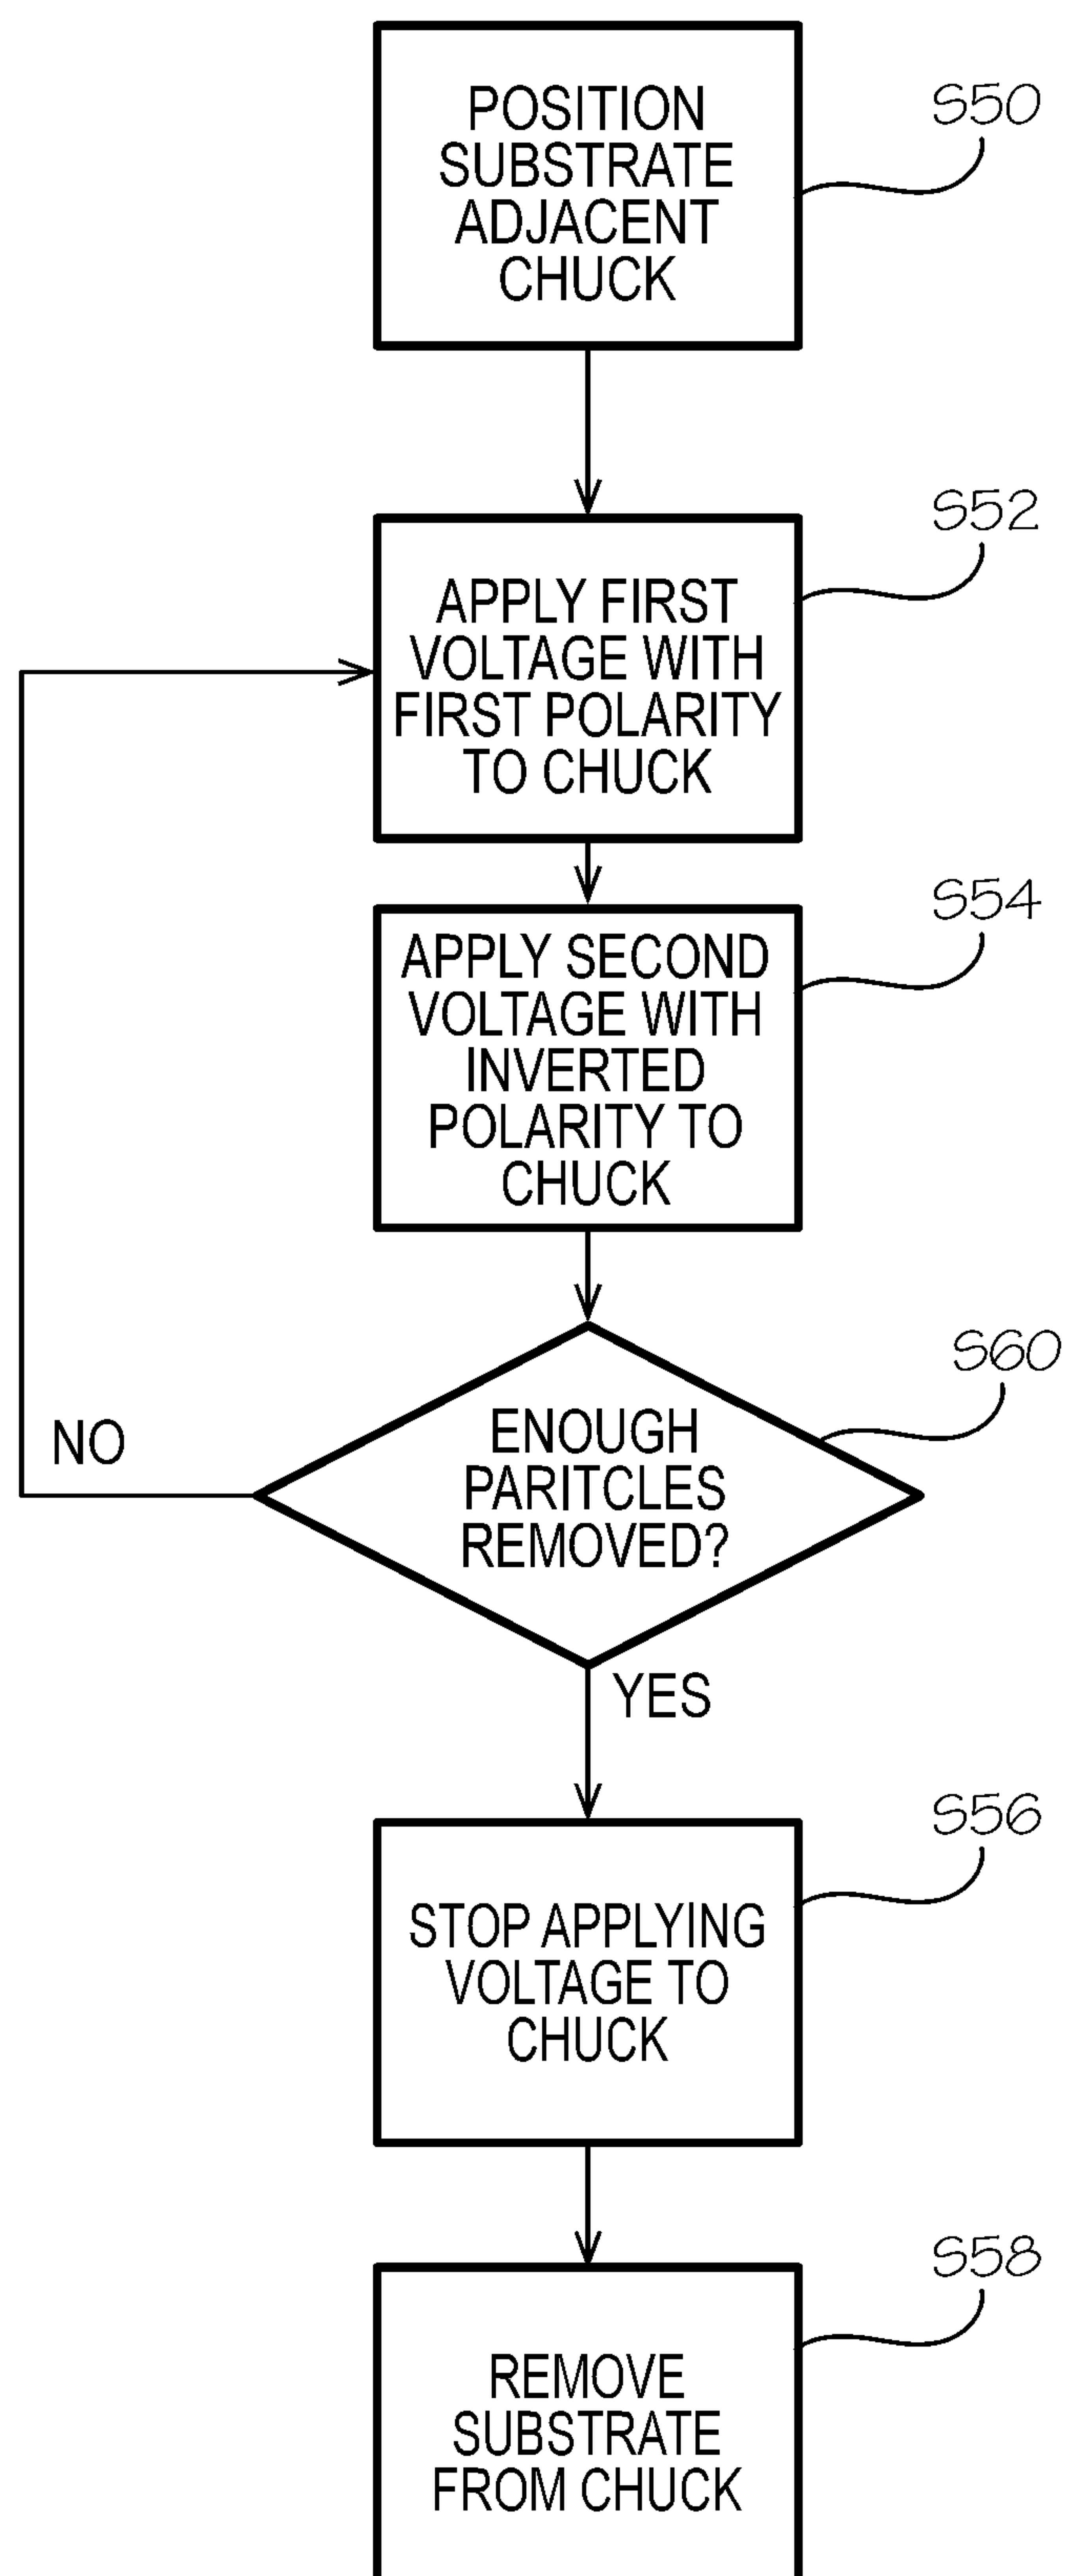 POSITION
SUBSTRATE
ADJACENT
CHUCK
S50
APPLY FIRST
VOLTAGE WITH
FIRST POLARITY
TO CHUCK
S52
APPLY SECOND
VOLTAGE WITH
INVERTED
POLARITY TO
CHUCK
S54
ENOUGH
PARITCLES
REMOVED?
S60
NO
YES
STOP APPLYING
VOLTAGE TO
CHUCK
S56
REMOVE
SUBSTRATE
FROM CHUCK
S58